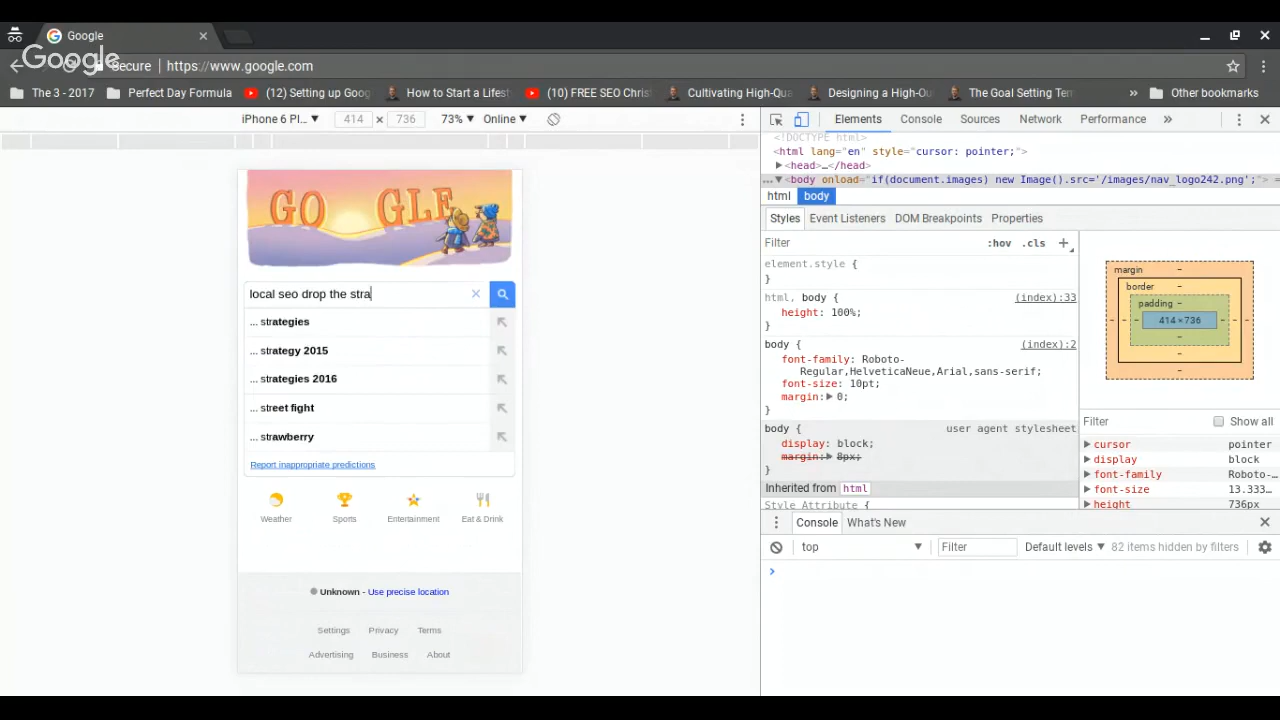 Google
Google
Secure https://www.google.com
The 3 - 2017 Perfect Day Formula (12) Setting up Goog How to Start a Lifest (10) FREE SEO Chris Cultivating High-Qua Designing a High-Ou The Goal Setting Tem » Other bookmarks
iPhone 6 Pl... 414 × 736 73% Online
Elements Console Sources Network Performance »
<!DOCTYPE html>
<html lang="en" style="cursor: pointer;">
<head>…</head>
<body onload="if(document.images) new Image().src='/images/nav_logo242.png';"> =
html body
Styles Event Listeners DOM Breakpoints Properties
Filter :hov .cls +
element.style {
}
html, body { (index):33
height: 100%;
}
body { (index):2
font-family: Roboto-
Regular,HelveticaNeue,Arial,sans-serif;
font-size: 10pt;
margin: 0;
}
body { user agent stylesheet
display: block;
margin: 8px;
}
Inherited from html
Style Attribute {
margin –
border –
padding –
414 × 736
Filter Show all
cursor pointer
display block
font-family Roboto-…
font-size 13.333…
height 736px
Console What's New
top Filter Default levels 82 items hidden by filters
GO GLE
local seo drop the stra
... strategies
... strategy 2015
... strategies 2016
... street fight
... strawberry
Report inappropriate predictions
Weather Sports Entertainment Eat & Drink
Unknown - Use precise location
Settings Privacy Terms
Advertising Business About